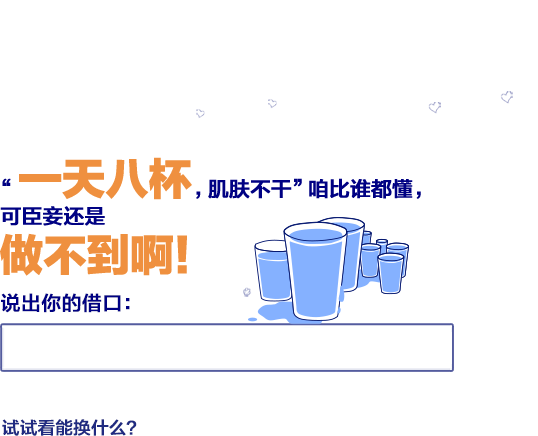 “一天八杯，肌肤不干”咱比谁都懂，
可臣妾还是
做不到啊！
说出你的借口：
试试看能换什么？